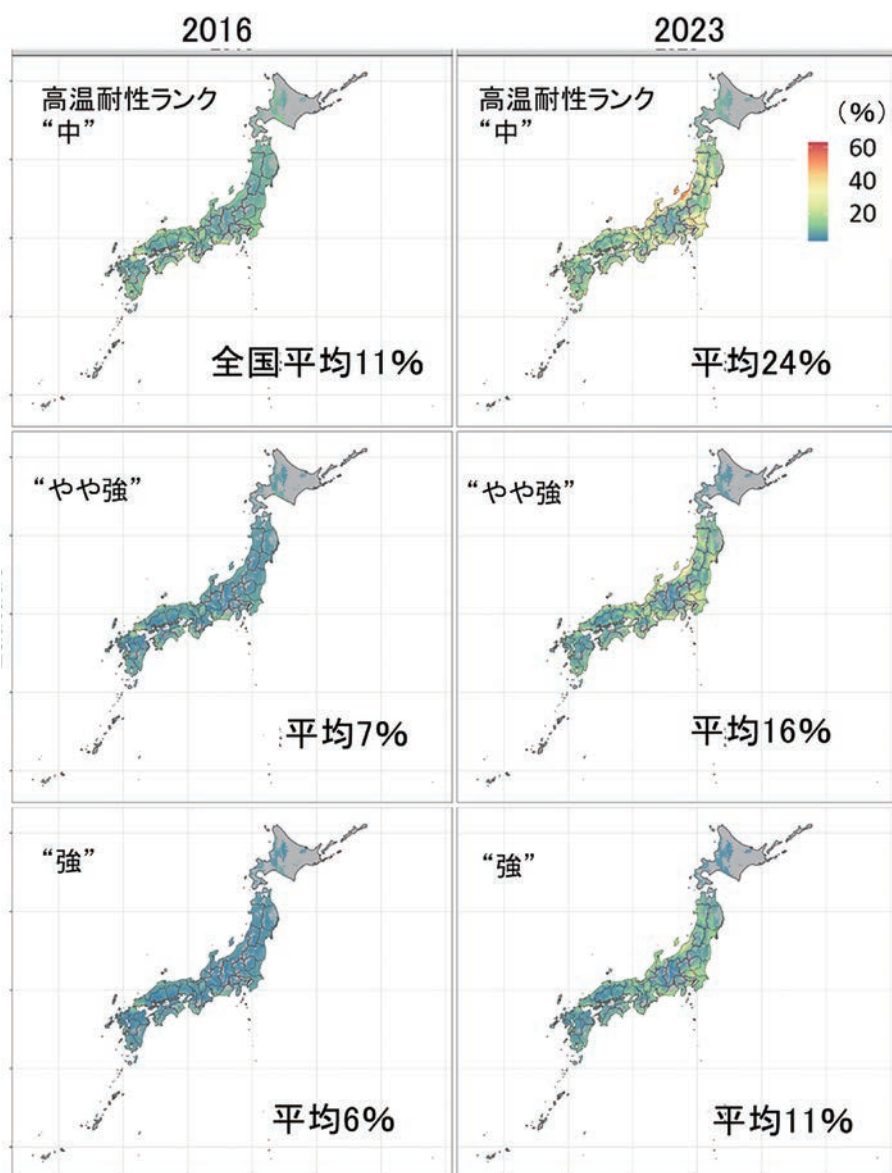 2016
2023
高温耐性ランク
“中”
全国平均11%
高温耐性ランク
“中”
(%)
60
40
20
平均24%
“やや強”
平均7%
“やや強”
平均16%
“強”
平均6%
“強”
平均11%